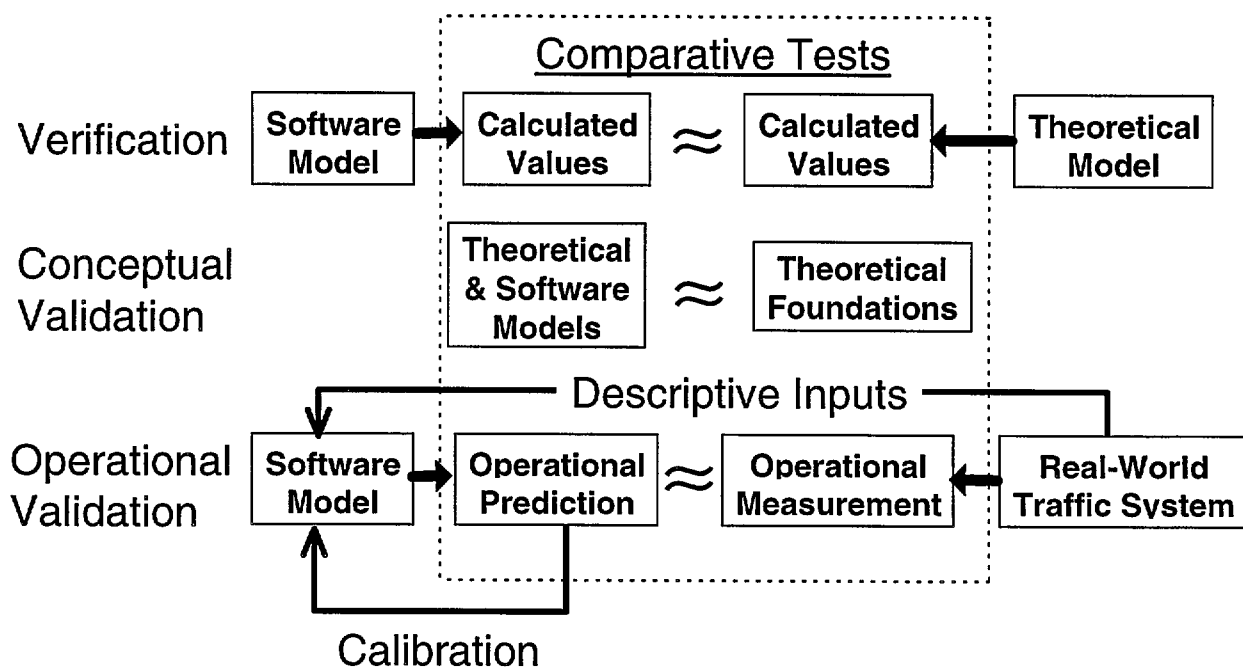 Comparative Tests
Verification
Software
Model
Calculated
Values
≈
Calculated
Values
Theoretical
Model
Conceptual
Validation
Theoretical
& Software
Models
≈
Theoretical
Foundations
Descriptive Inputs
Operational
Validation
Software
Model
Operational
Prediction
≈
Operational
Measurement
Real-World
Traffic System
Calibration